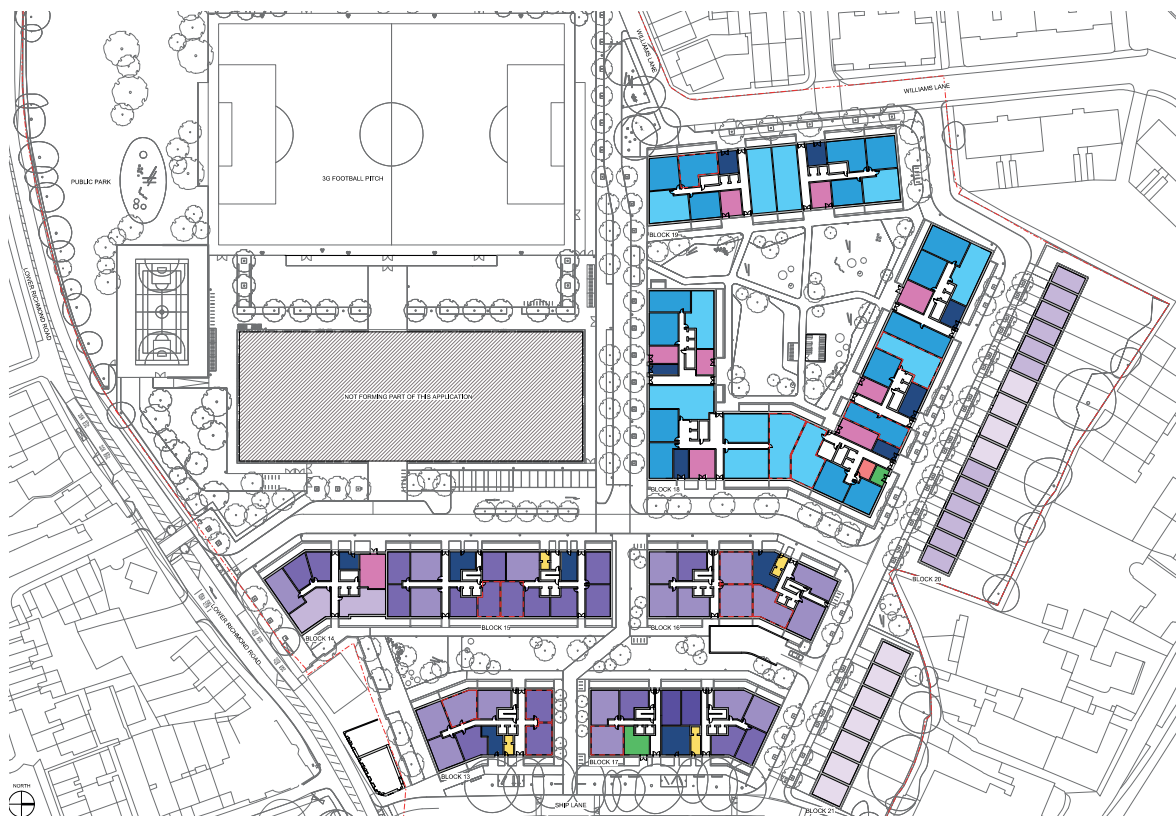 WILLIAMS LANE
WILLIAMS LANE
PUBLIC PARK
3G FOOTBALL PITCH
BLOCK 19
LOWER RICHMOND ROAD
NOT FORMING PART OF THIS APPLICATION
BLOCK 18
BLOCK 20
LOWER RICHMOND ROAD
BLOCK 14
BLOCK 15
BLOCK 16
BLOCK 13
BLOCK 17
NORTH
SHIP LANE
BLOCK 21